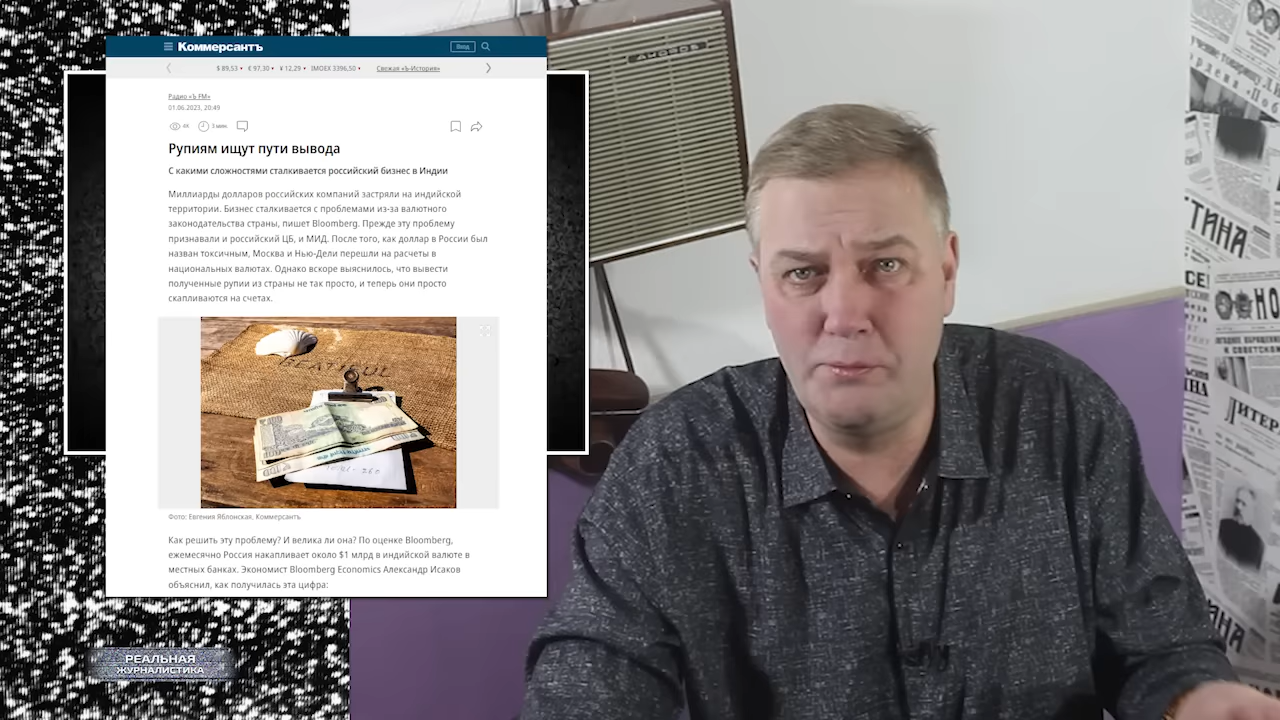 Коммерсантъ
Вход
$ 89,53 € 97,30 ¥ 12,29 IMOEX 3396,50 Свежая «Ъ-История»
Радио «Ъ FM»
01.06.2023, 20:49
4K 3 мин.
Рупиям ищут пути вывода
С какими сложностями сталкивается российский бизнес в Индии
Миллиарды долларов российских компаний застряли на индийской
территории. Бизнес сталкивается с проблемами из-за валютного
законодательства страны, пишет Bloomberg. Прежде эту проблему
признавали и российский ЦБ, и МИД. После того, как доллар в России был
назван токсичным, Москва и Нью-Дели перешли на расчеты в
национальных валютах. Однако вскоре выяснилось, что вывести
полученные рупии из страны не так просто, и теперь они просто
скапливаются на счетах.
Фото: Евгения Яблонская, Коммерсантъ
Как решить эту проблему? И велика ли она? По оценке Bloomberg,
ежемесячно Россия накапливает около $1 млрд в индийской валюте в
местных банках. Экономист Bloomberg Economics Александр Исаков
объяснил, как получилась эта цифра:
РЕАЛЬНАЯ
ЖУРНАЛИСТИКА